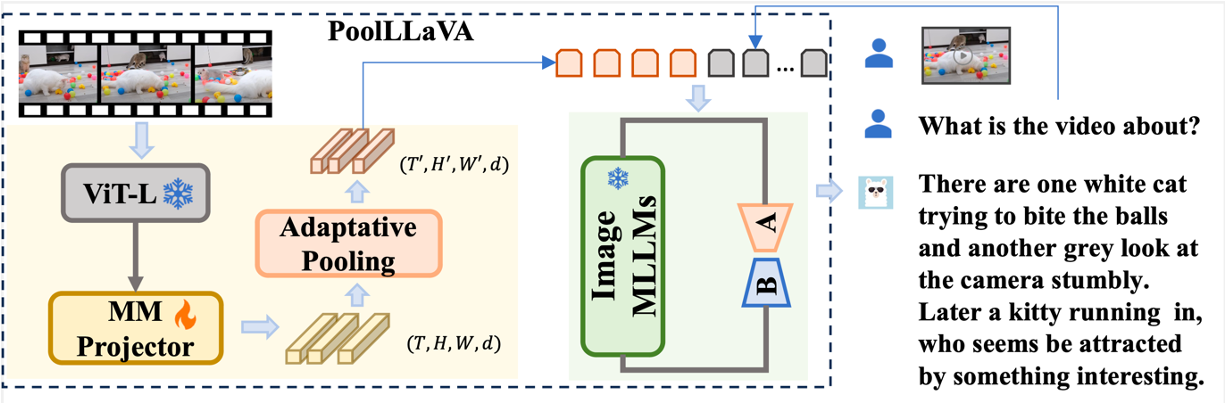 PoolLLaVA
ViT-L
MM
Projector
Adaptative
Pooling
(T′, H′, W′, d)
(T, H, W, d)
...
Image
MLLMs
A
B
What is the video about?
There are one white cat
trying to bite the balls
and another grey look at
the camera stumbly.
Later a kitty running in,
who seems be attracted
by something interesting.